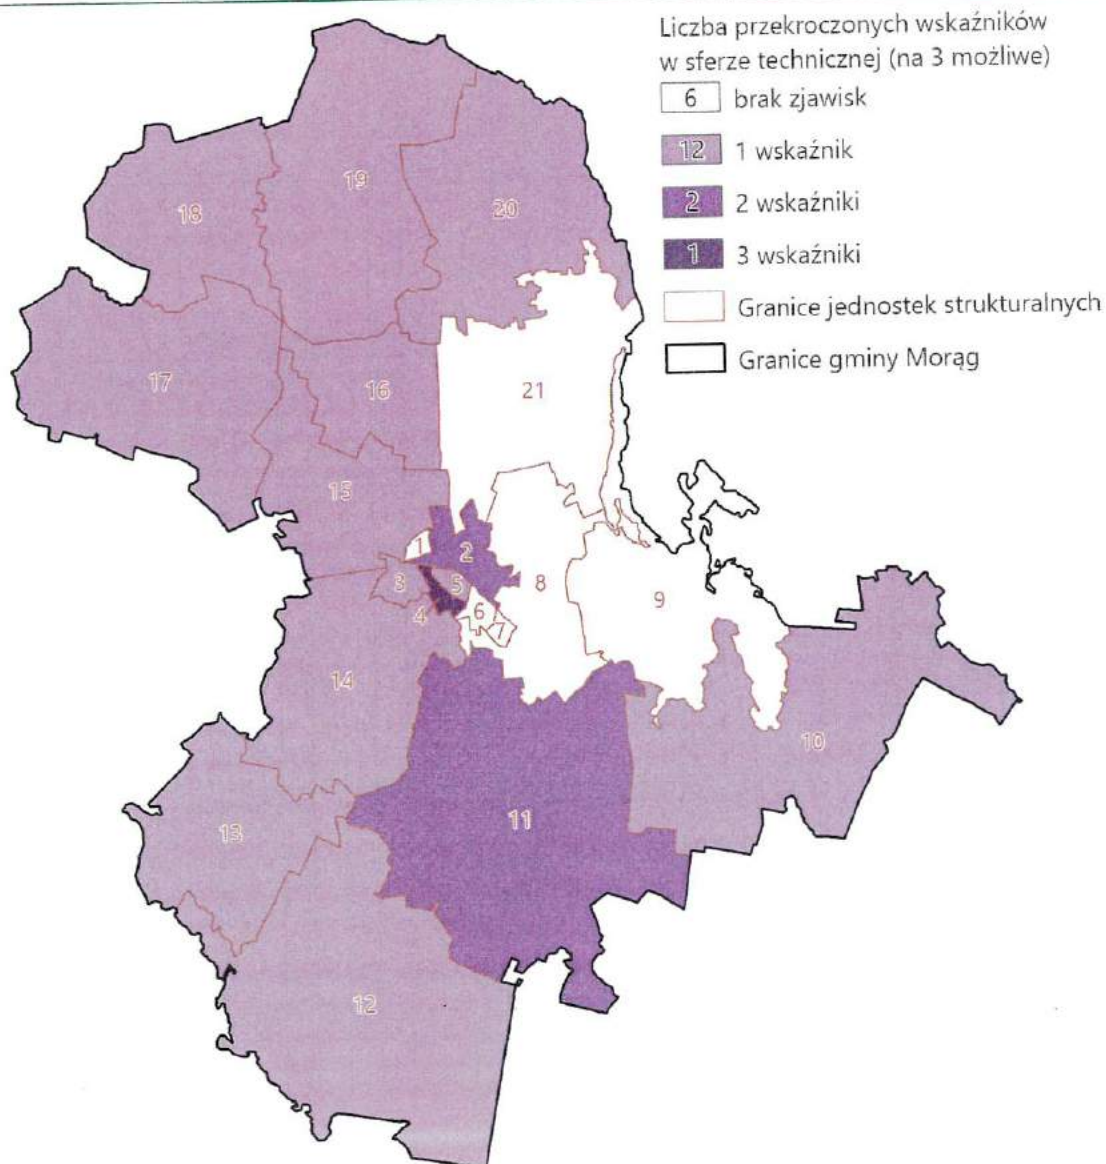 Liczba przekroczonych wskaźników
w sferze technicznej (na 3 możliwe)
6 brak zjawisk
12 1 wskaźnik
2 2 wskaźniki
1 3 wskaźniki
Granice jednostek strukturalnych
Granice gminy Morąg
19
18
20
17
16
21
15
1
2
3
5
8
9
6
4
7
14
10
11
13
12